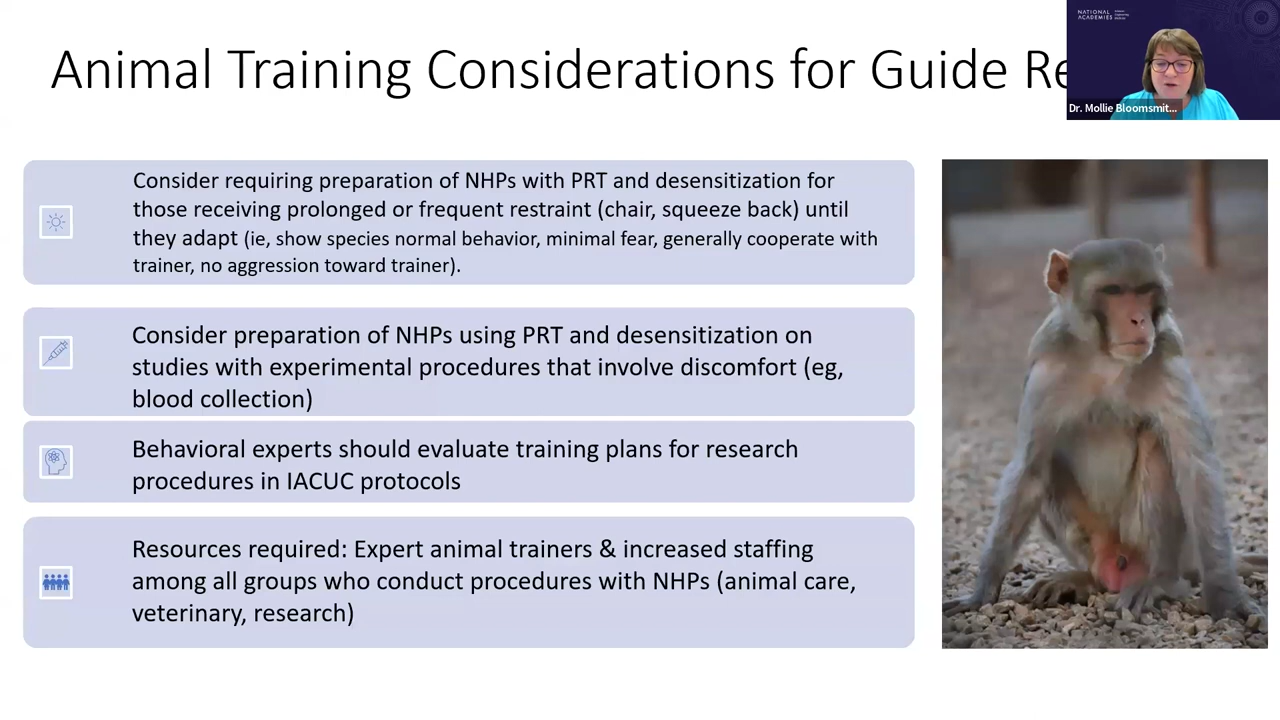 Animal Training Considerations for Guide Re
NATIONAL
ACADEMIES
Dr. Mollie Bloomsmit...
Consider requiring preparation of NHPs with PRT and desensitization for
those receiving prolonged or frequent restraint (chair, squeeze back) until
they adapt (ie, show species normal behavior, minimal fear, generally cooperate with
trainer, no aggression toward trainer).
Consider preparation of NHPs using PRT and desensitization on
studies with experimental procedures that involve discomfort (eg,
blood collection)
Behavioral experts should evaluate training plans for research
procedures in IACUC protocols
Resources required: Expert animal trainers & increased staffing
among all groups who conduct procedures with NHPs (animal care,
veterinary, research)